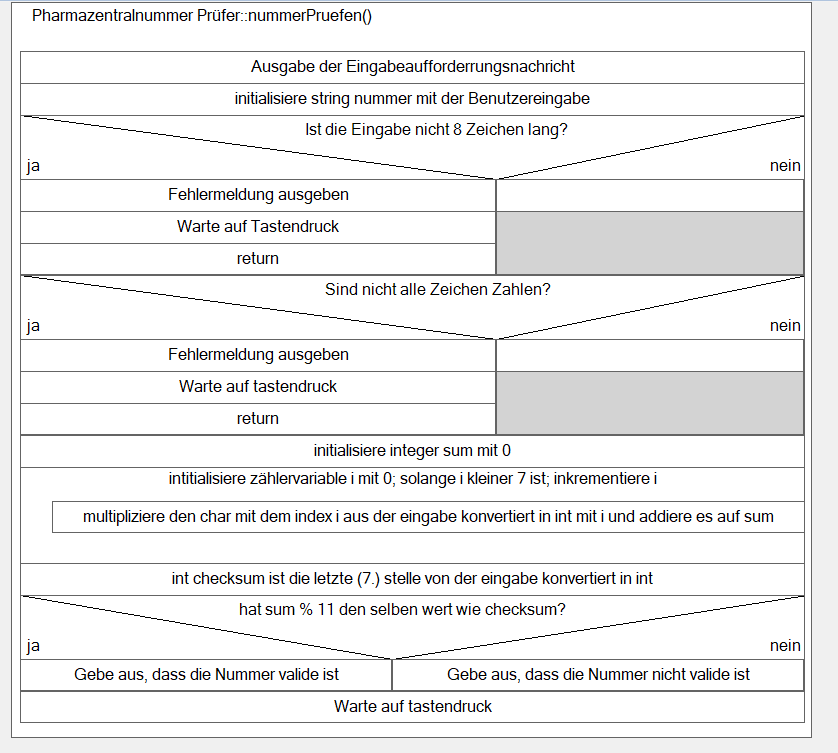 Pharmazentralnummer Prüfer::nummerPruefen()
Ausgabe der Eingabeaufforderrungsnachricht
initialisiere string nummer mit der Benutzereingabe
Ist die Eingabe nicht 8 Zeichen lang?
ja
nein
Fehlermeldung ausgeben
Warte auf Tastendruck
return
Sind nicht alle Zeichen Zahlen?
ja
nein
Fehlermeldung ausgeben
Warte auf tastendruck
return
initialisiere integer sum mit 0
intitialisiere zählervariable i mit 0; solange i kleiner 7 ist; inkrementiere i
multipliziere den char mit dem index i aus der eingabe konvertiert in int mit i und addiere es auf sum
int checksum ist die letzte (7.) stelle von der eingabe konvertiert in int
hat sum % 11 den selben wert wie checksum?
ja
nein
Gebe aus, dass die Nummer valide ist
Gebe aus, dass die Nummer nicht valide ist
Warte auf tastendruck